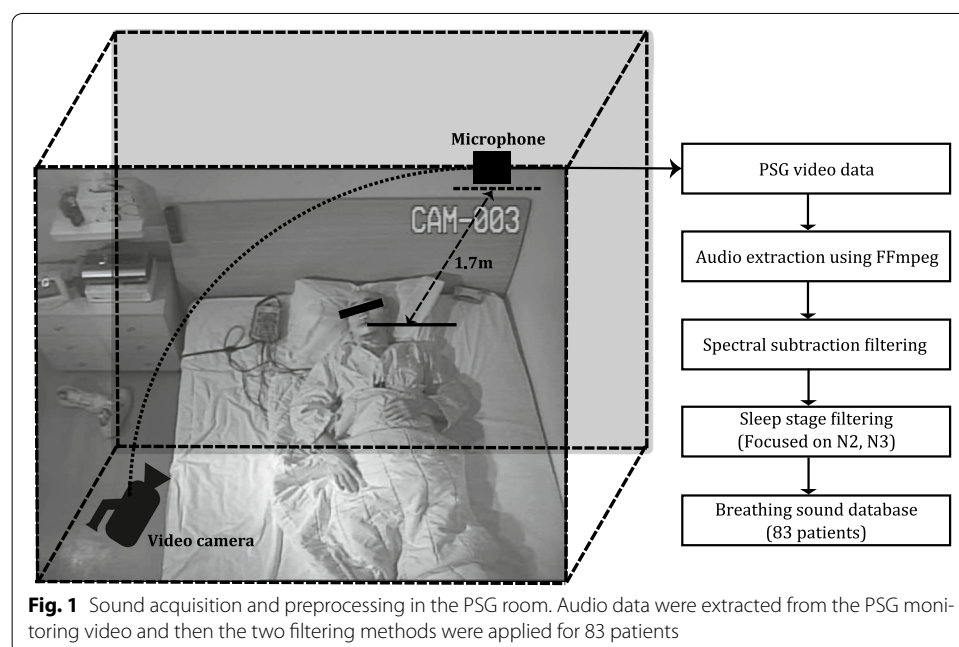 Microphone
CAM-003
1.7m
Video camera
PSG video data
Audio extraction using FFmpeg
Spectral subtraction filtering
Sleep stage filtering
(Focused on N2, N3)
Breathing sound database
(83 patients)
Fig. 1 Sound acquisition and preprocessing in the PSG room. Audio data were extracted from the PSG moni-
toring video and then the two filtering methods were applied for 83 patients